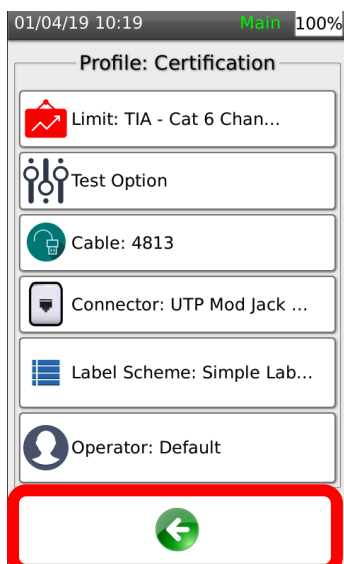 01/04/19 10:19 Main 100%
Profile: Certification
Limit: TIA - Cat 6 Chan...
Test Option
Cable: 4813
Connector: UTP Mod Jack ...
Label Scheme: Simple Lab...
Operator: Default